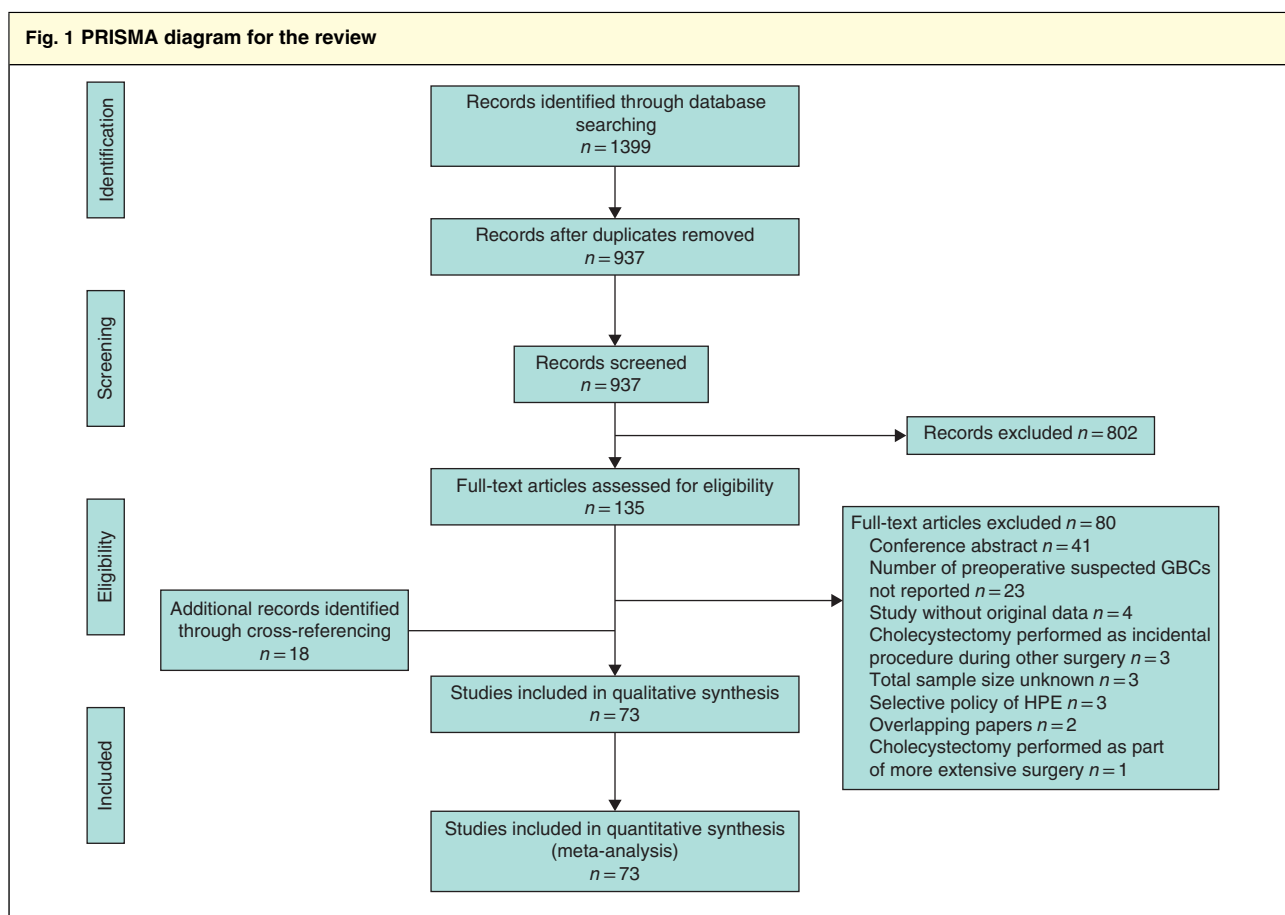 Fig. 1 PRISMA diagram for the review
Identification
Records identified through database
searching
n = 1399
Records after duplicates removed
n = 937
Screening
Records screened
n = 937
Records excluded n = 802
Full-text articles assessed for eligibility
n = 135
Eligibility
Full-text articles excluded n = 80
Conference abstract n = 41
Number of preoperative suspected GBCs
not reported n = 23
Study without original data n = 4
Cholecystectomy performed as incidental
procedure during other surgery n = 3
Total sample size unknown n = 3
Selective policy of HPE n = 3
Overlapping papers n = 2
Cholecystectomy performed as part
of more extensive surgery n = 1
Additional records identified
through cross-referencing
n = 18
Studies included in qualitative synthesis
n = 73
Included
Studies included in quantitative synthesis
(meta-analysis)
n = 73